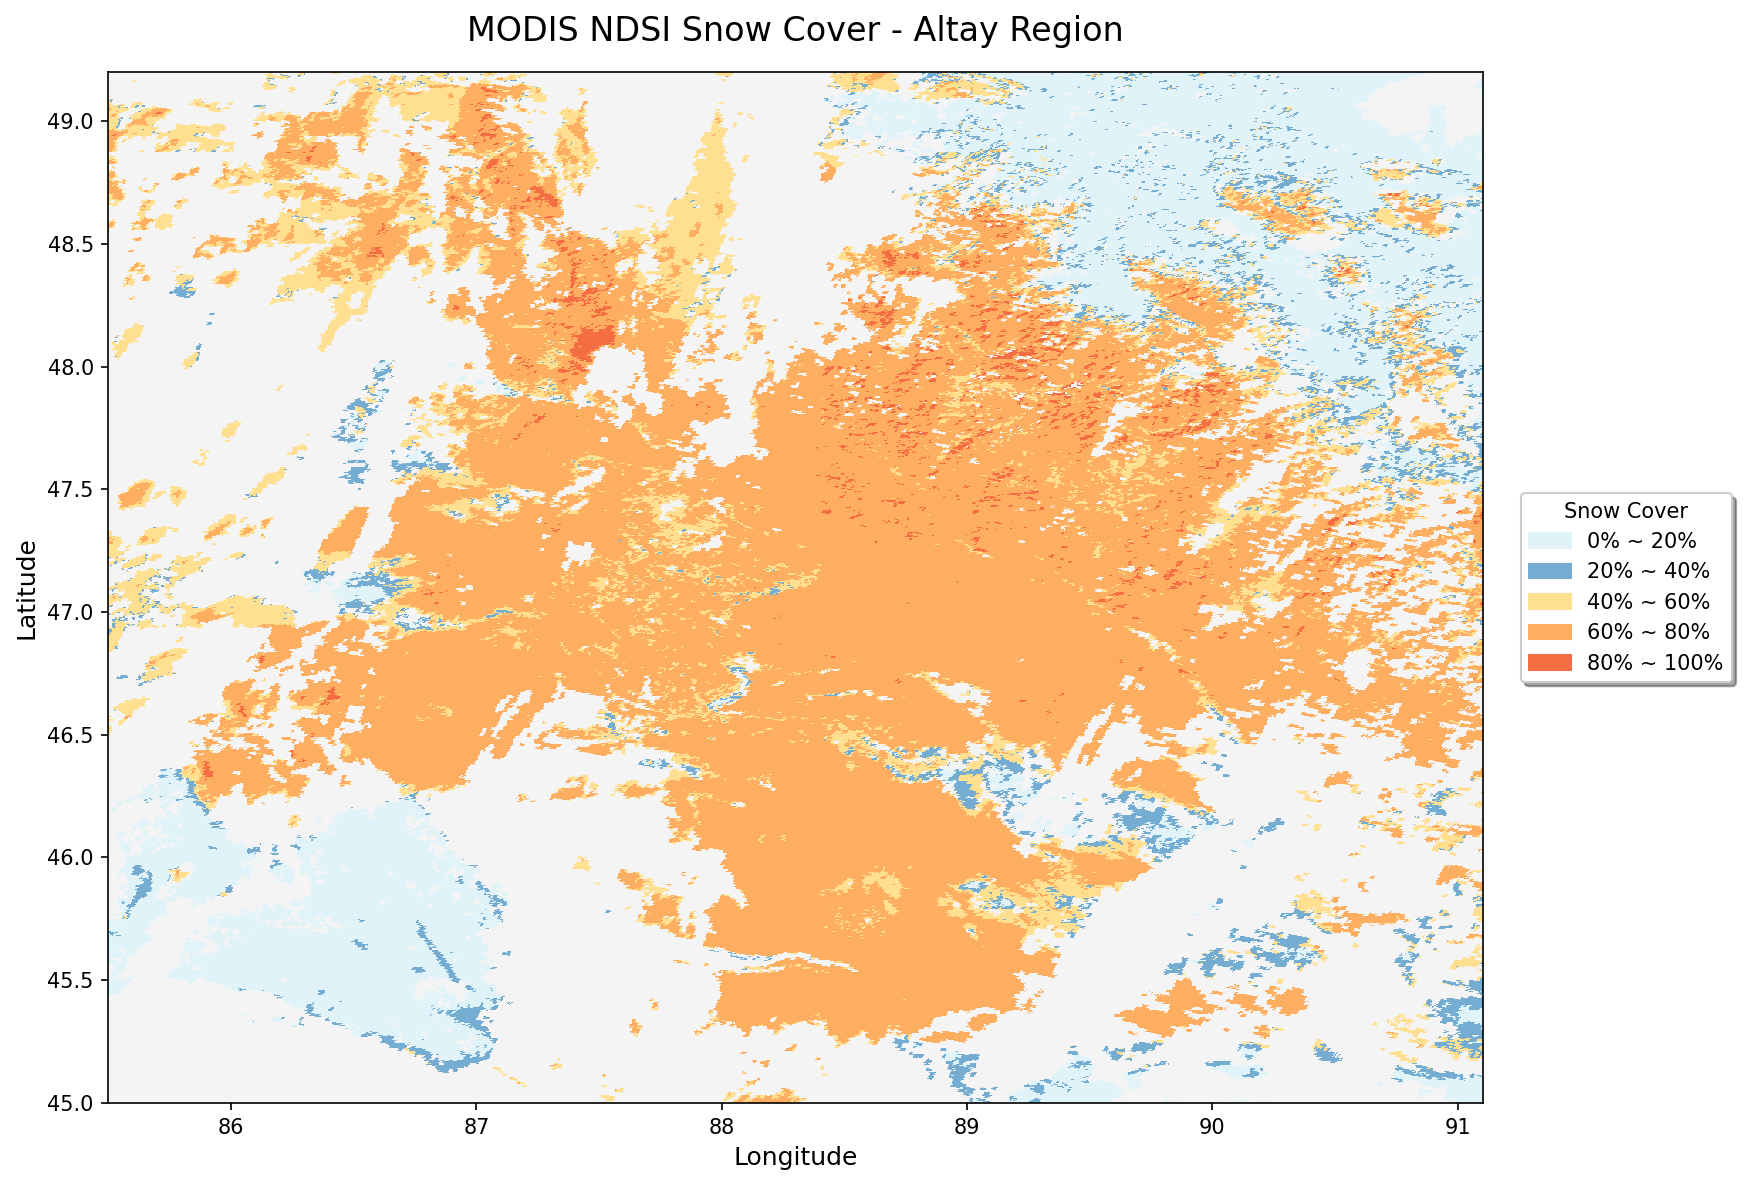 MODIS NDSI Snow Cover - Altay Region
49.0
48.5
48.0
47.5
47.0
46.5
46.0
45.5
45.0
Latitude
86
87
88
89
90
91
Longitude
Snow Cover
0% ~ 20%
20% ~ 40%
40% ~ 60%
60% ~ 80%
80% ~ 100%